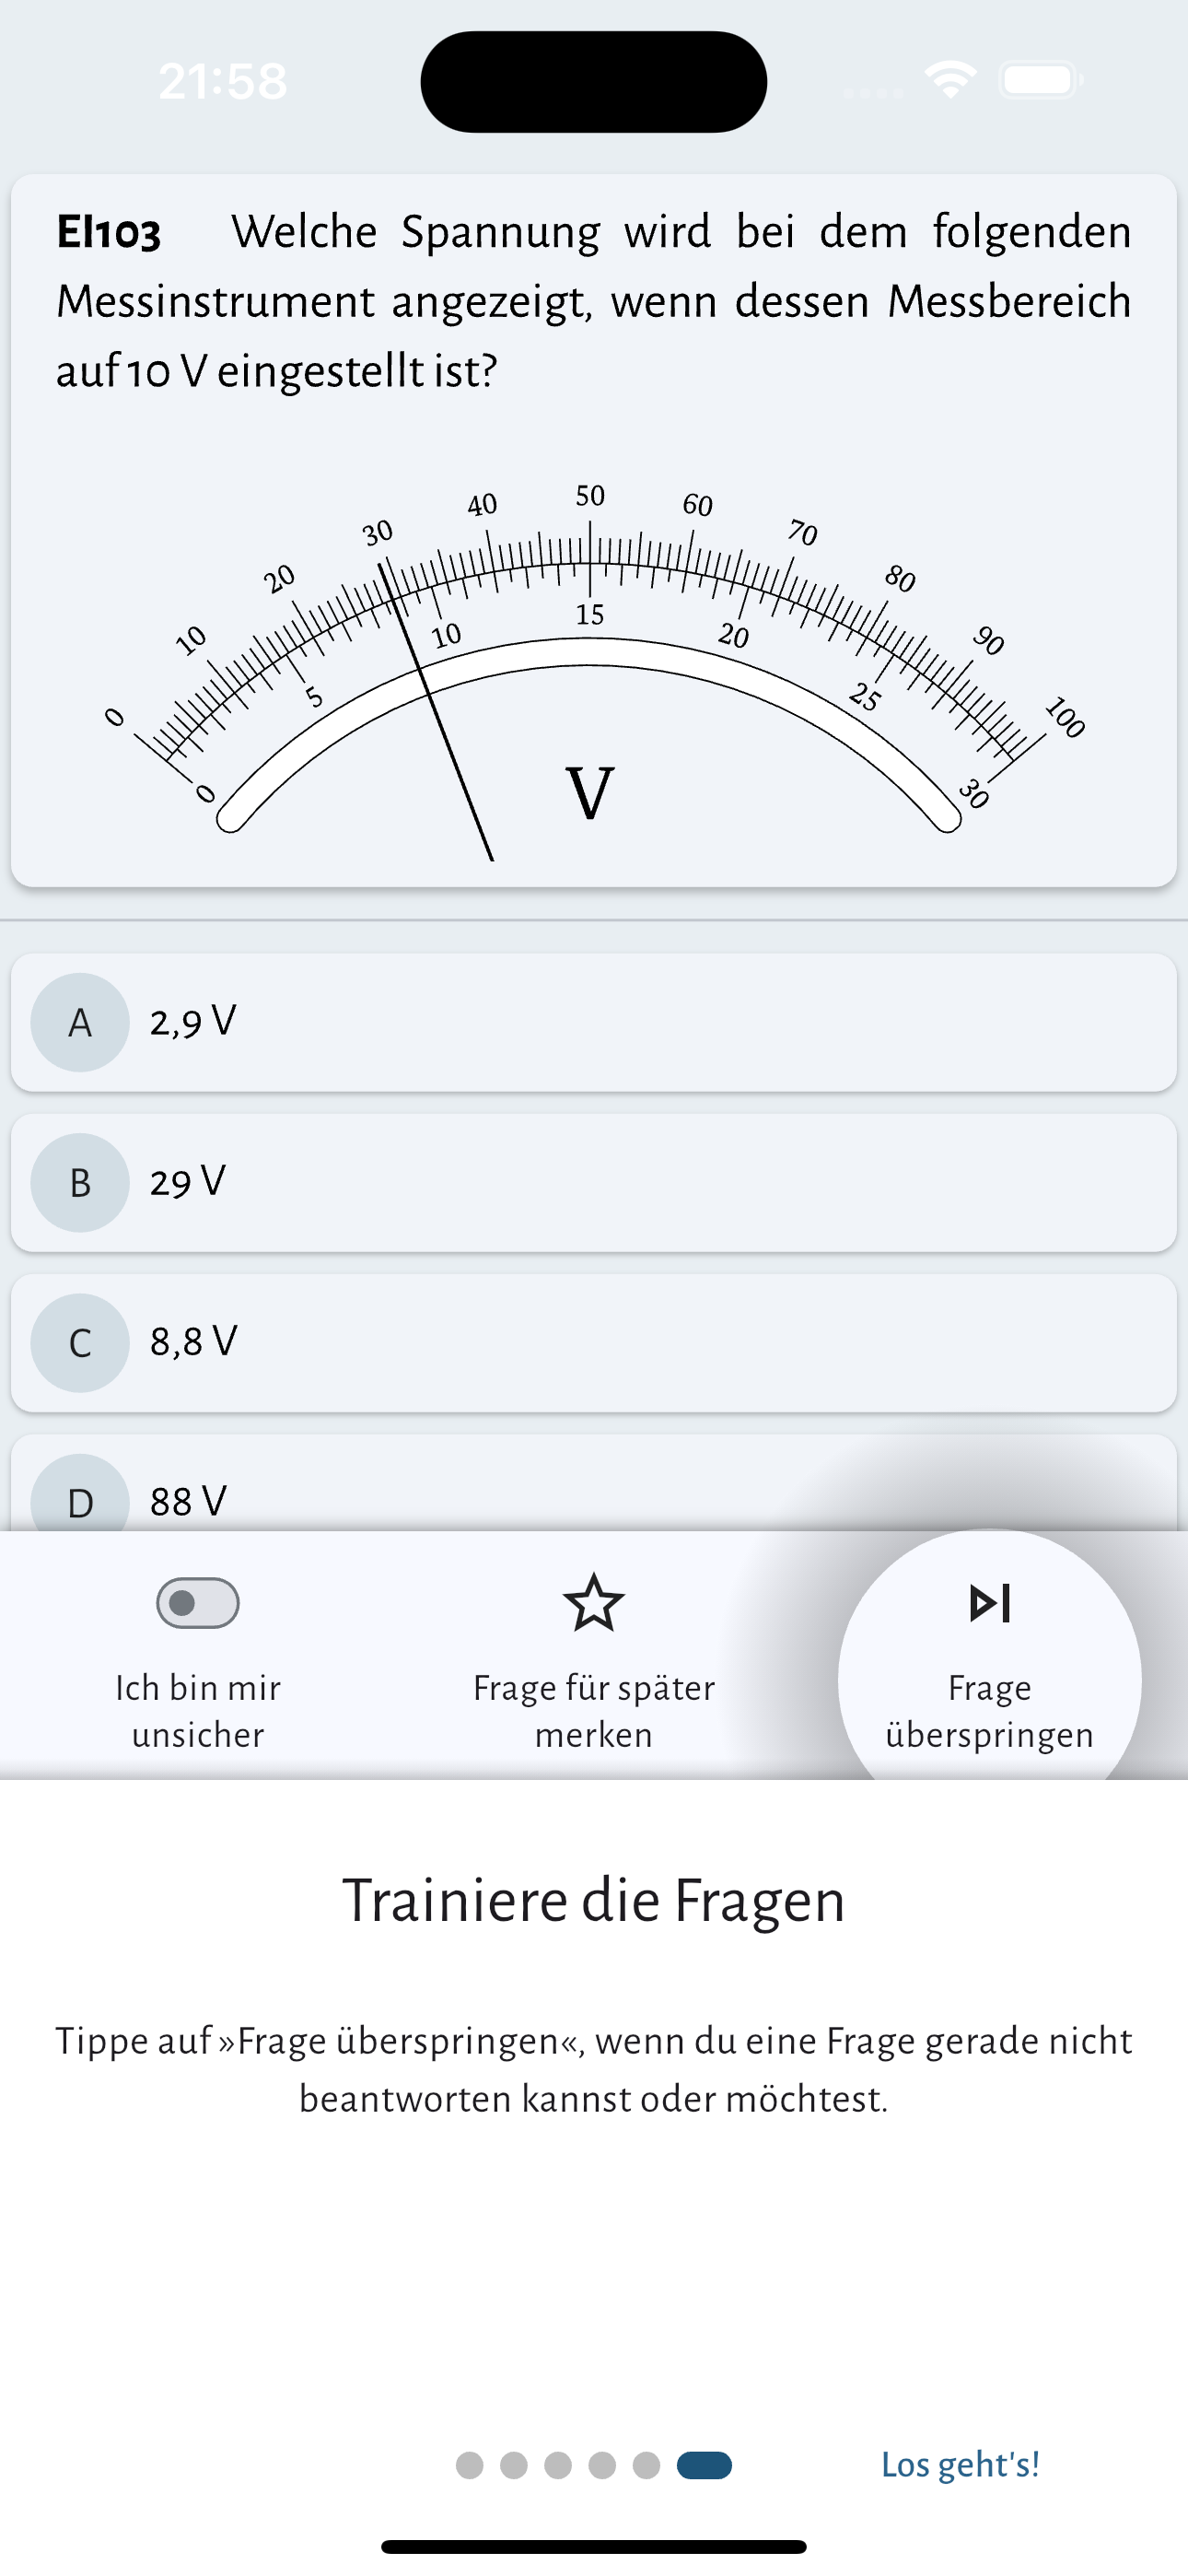 21:58
EI103 Welche Spannung wird bei dem folgenden
Messinstrument angezeigt, wenn dessen Messbereich
auf 10 V eingestellt ist?
0 10 20 30 40 50 60 70 80 90 100
0 5 10 15 20 25 30
V
A 2,9 V
B 29 V
C 8,8 V
D 88 V
Ich bin mir
unsicher
Frage für später
merken
Frage
überspringen
Trainiere die Fragen
Tippe auf »Frage überspringen«, wenn du eine Frage gerade nicht
beantworten kannst oder möchtest.
Los geht's!